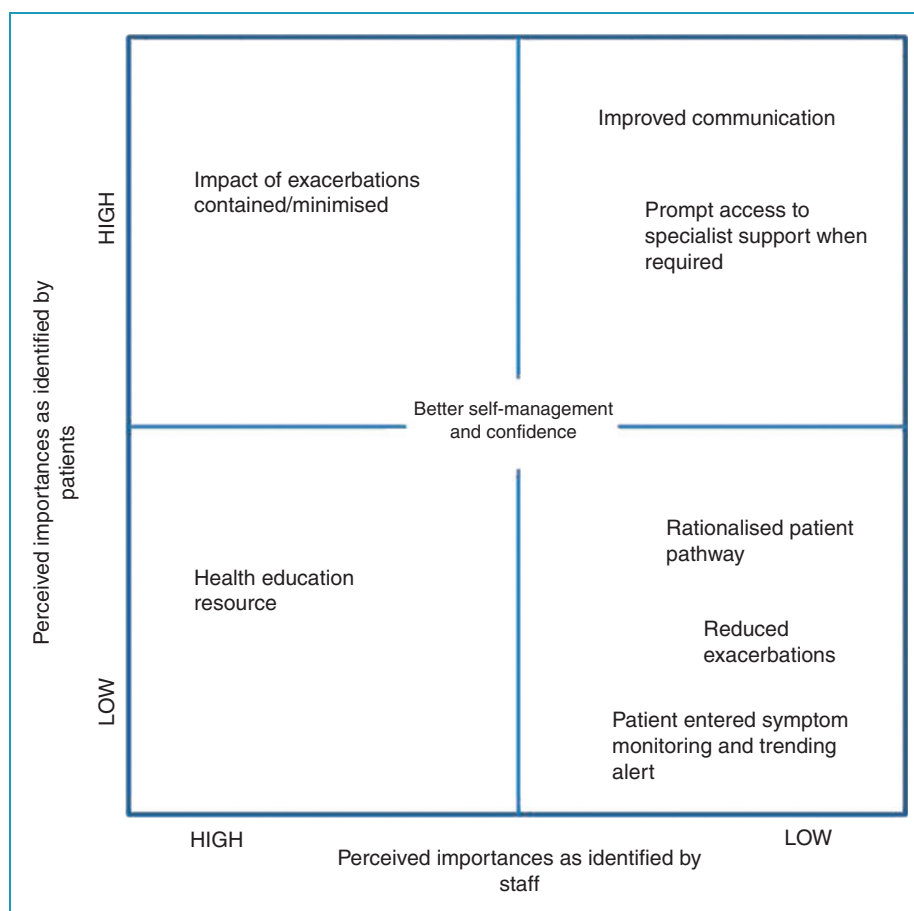 Improved communication
Impact of exacerbations
contained/minimised
Prompt access to
specialist support when
required
HIGH
Perceived importances as identified by
patients
Better self-management
and confidence
Rationalised patient
pathway
Health education
resource
Reduced
exacerbations
LOW
Patient entered symptom
monitoring and trending
alert
HIGH
LOW
Perceived importances as identified by
staff